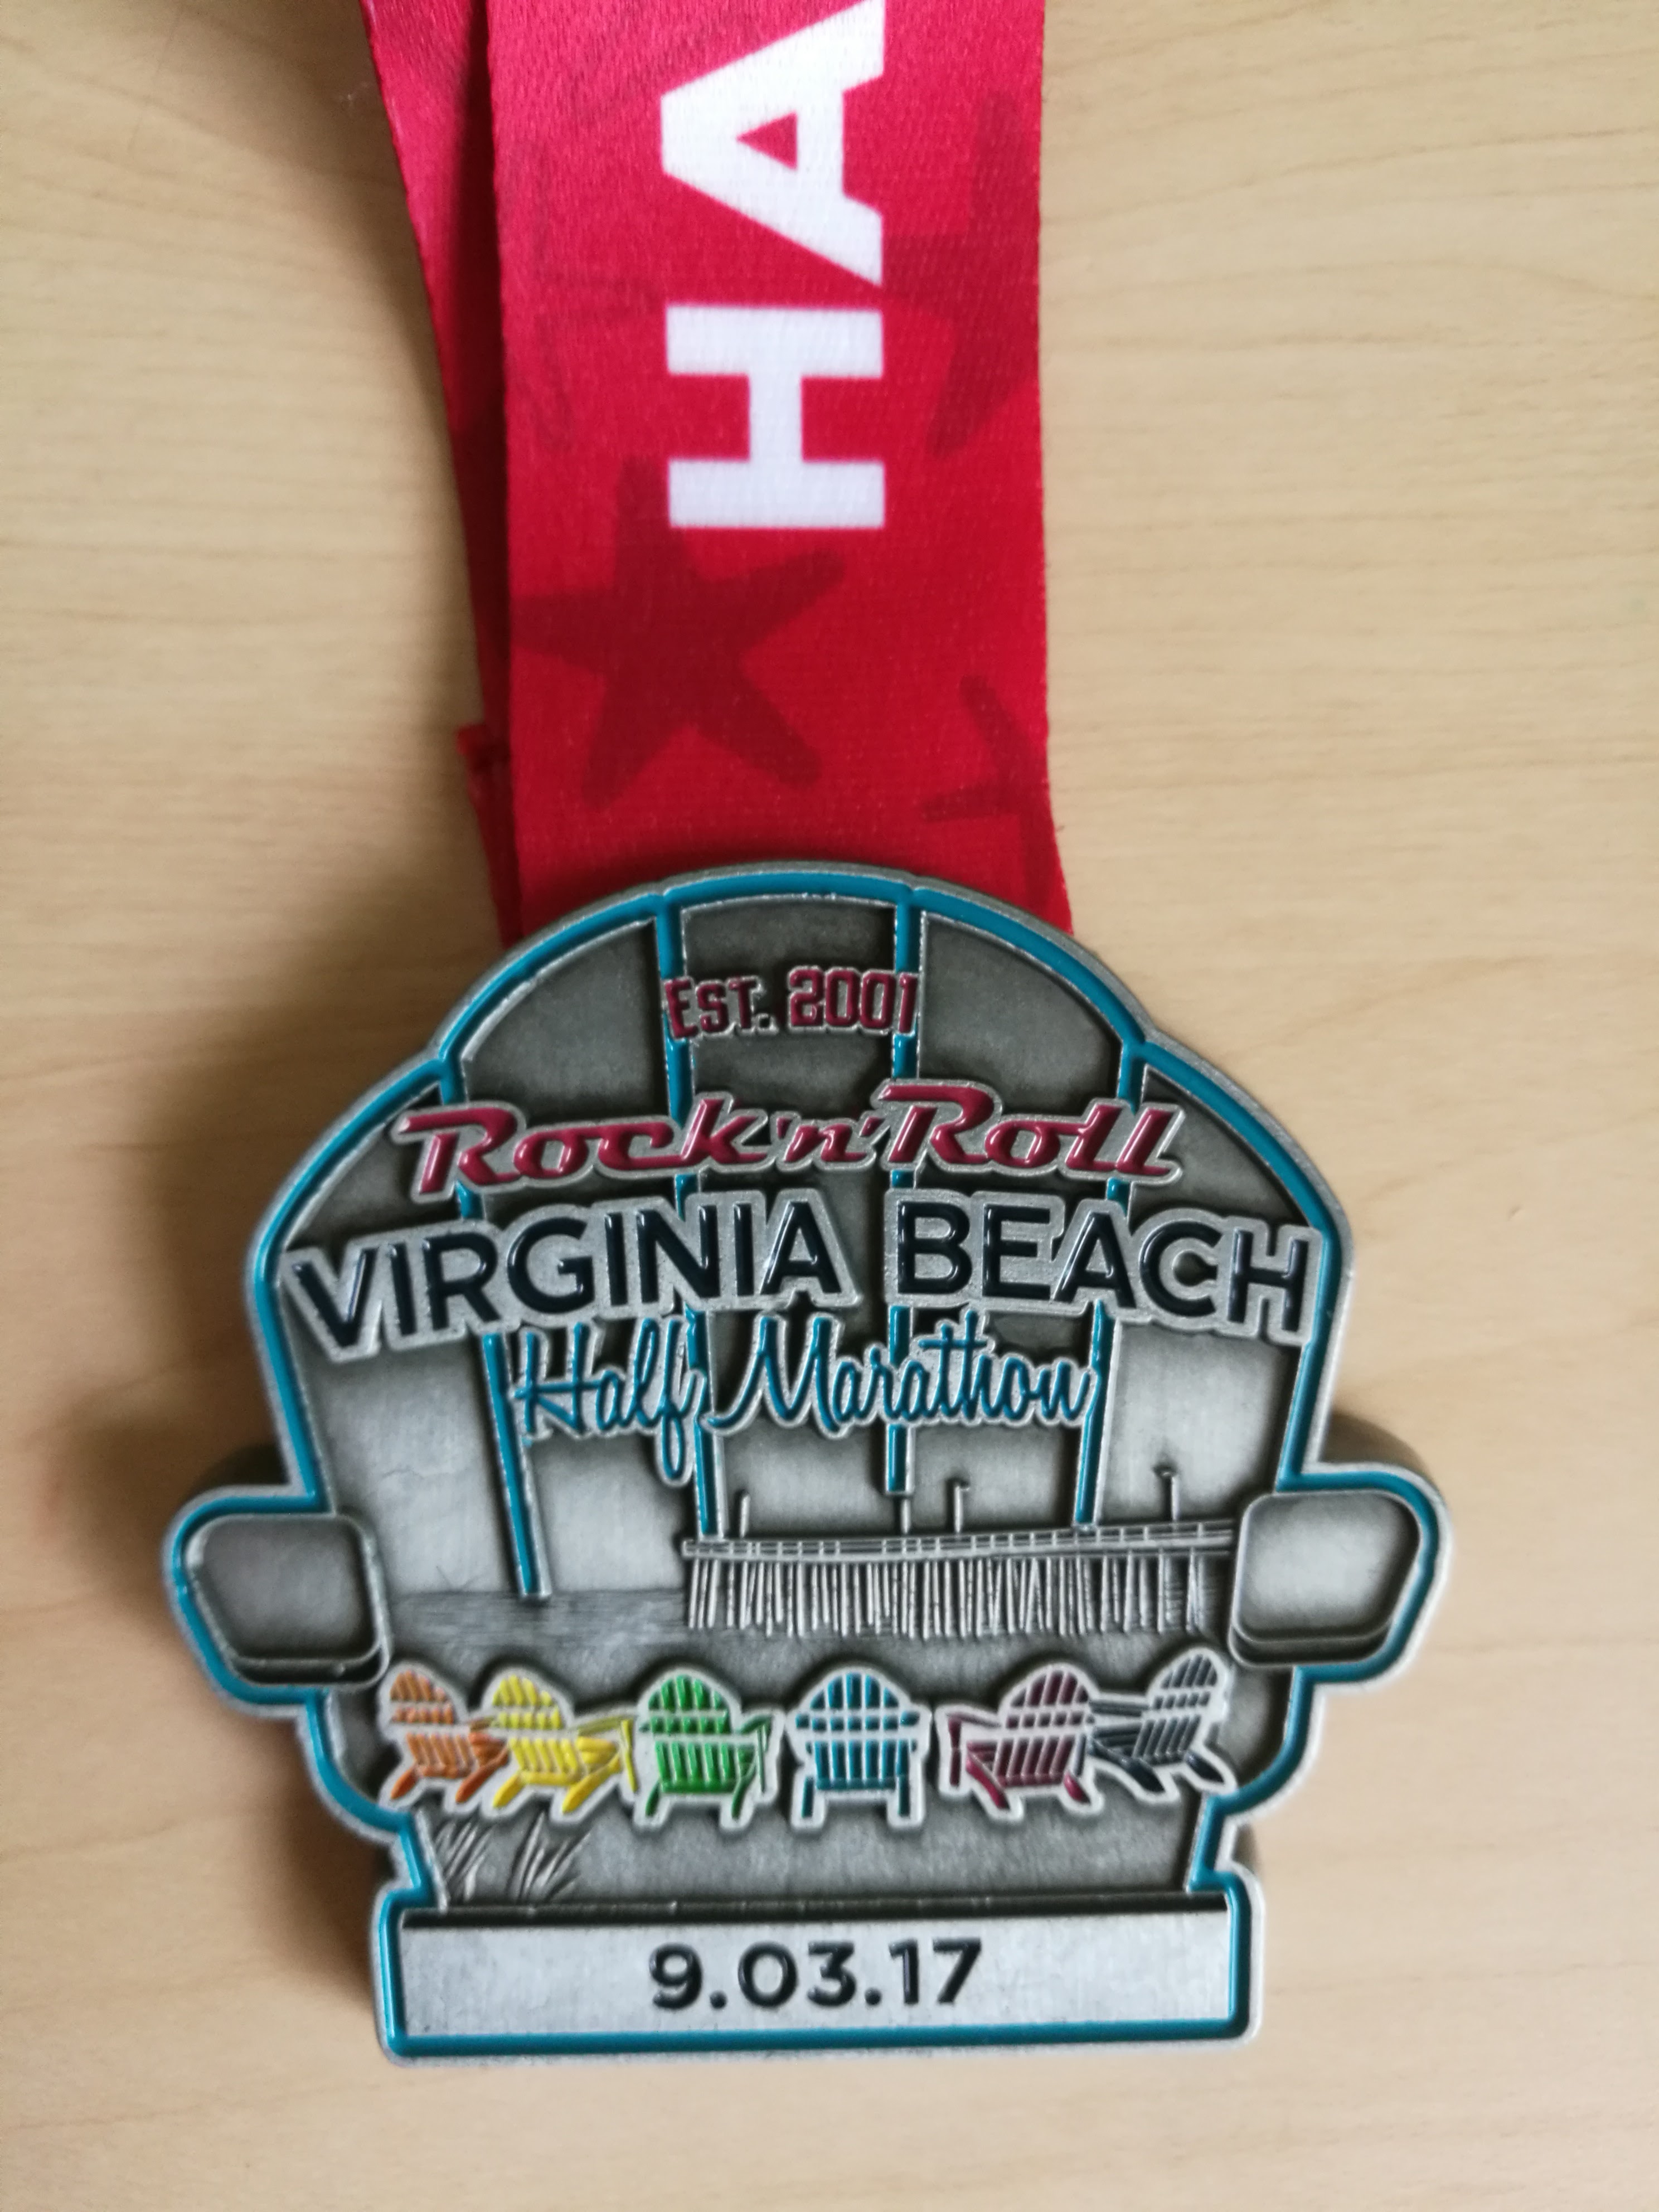 HA
EST. 2001
Rock 'n' Roll
VIRGINIA BEACH
Half Marathon
9.03.17